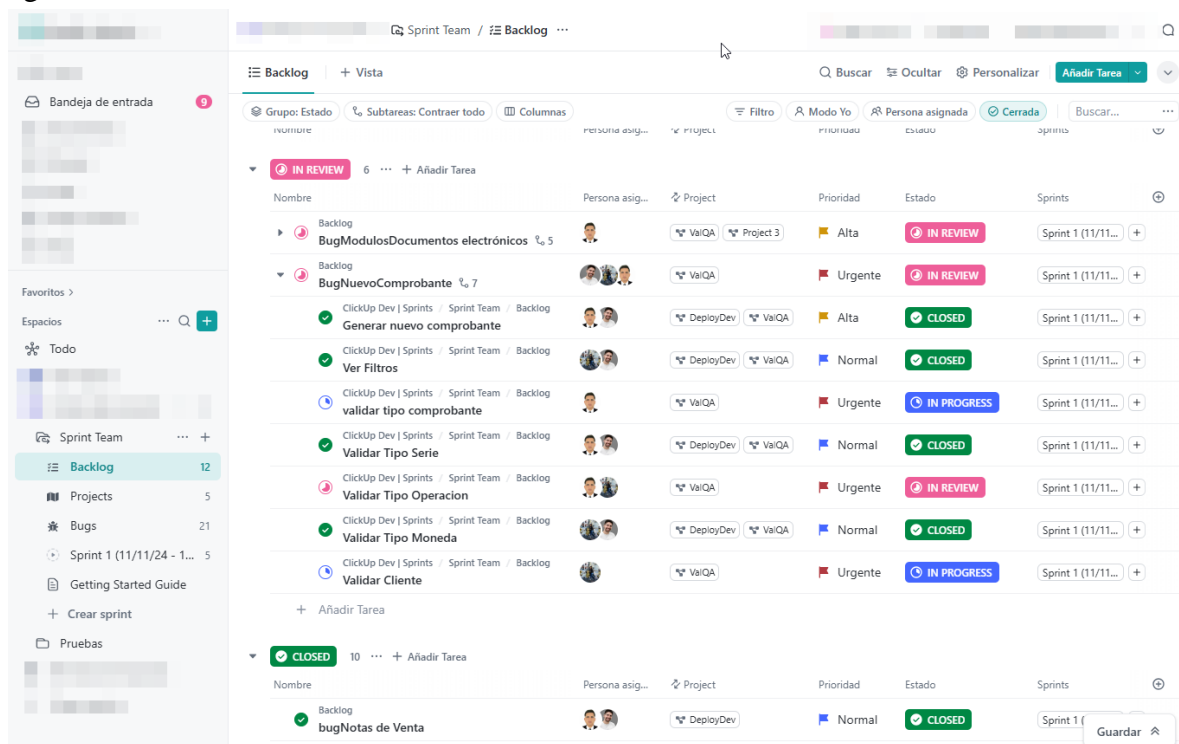 Sprint Team / Backlog ...
Backlog + Vista Buscar Ocultar Personalizar Añadir Tarea
Bandeja de entrada 9
Grupo: Estado Subtareas: Contraer todo Columnas Filtro Modo Yo Persona asignada Cerrada Buscar... ...
Nombre Persona asig... Project Prioridad Estado Sprints
IN REVIEW 6 ... + Añadir Tarea
Nombre Persona asig... Project Prioridad Estado Sprints
Backlog
BugModulosDocumentos electrónicos 5 ValQA Project 3 Alta IN REVIEW Sprint 1 (11/11... +
Backlog
BugNuevoComprobante 7 ValQA Urgente IN REVIEW Sprint 1 (11/11... +
ClickUp Dev | Sprints / Sprint Team / Backlog
Generar nuevo comprobante DeployDev ValQA Alta CLOSED Sprint 1 (11/11... +
ClickUp Dev | Sprints / Sprint Team / Backlog
Ver Filtros DeployDev ValQA Normal CLOSED Sprint 1 (11/11... +
ClickUp Dev | Sprints / Sprint Team / Backlog
validar tipo comprobante ValQA Urgente IN PROGRESS Sprint 1 (11/11... +
ClickUp Dev | Sprints / Sprint Team / Backlog
Validar Tipo Serie DeployDev ValQA Normal CLOSED Sprint 1 (11/11... +
ClickUp Dev | Sprints / Sprint Team / Backlog
Validar Tipo Operacion ValQA Urgente IN REVIEW Sprint 1 (11/11... +
ClickUp Dev | Sprints / Sprint Team / Backlog
Validar Tipo Moneda DeployDev ValQA Normal CLOSED Sprint 1 (11/11... +
ClickUp Dev | Sprints / Sprint Team / Backlog
Validar Cliente ValQA Urgente IN PROGRESS Sprint 1 (11/11... +
+ Añadir Tarea
CLOSED 10 ... + Añadir Tarea
Nombre Persona asig... Project Prioridad Estado Sprints
Backlog
bugNotas de Venta DeployDev Normal CLOSED Sprint 1 (
Guardar
Favoritos >
Espacios ... +
Todo
Sprint Team ... +
Backlog 12
Projects 5
Bugs 21
Sprint 1 (11/11/24 - 1... 5
Getting Started Guide
+ Crear sprint
Pruebas